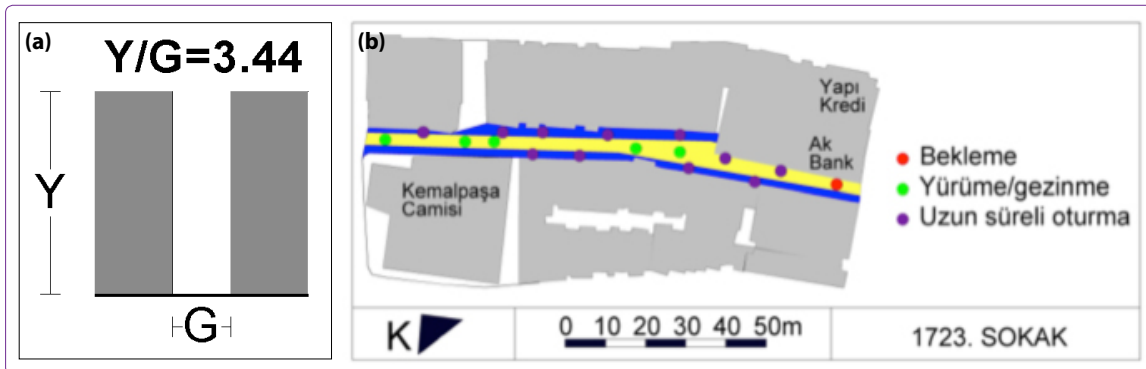 (a)
Y/G=3.44
Y
G
(b)
Yapı
Kredi
Ak
Bank
Kemalpaşa
Camisi
Bekleme
Yürüme/gezinme
Uzun süreli oturma
K
0 10 20 30 40 50m
1723. SOKAK